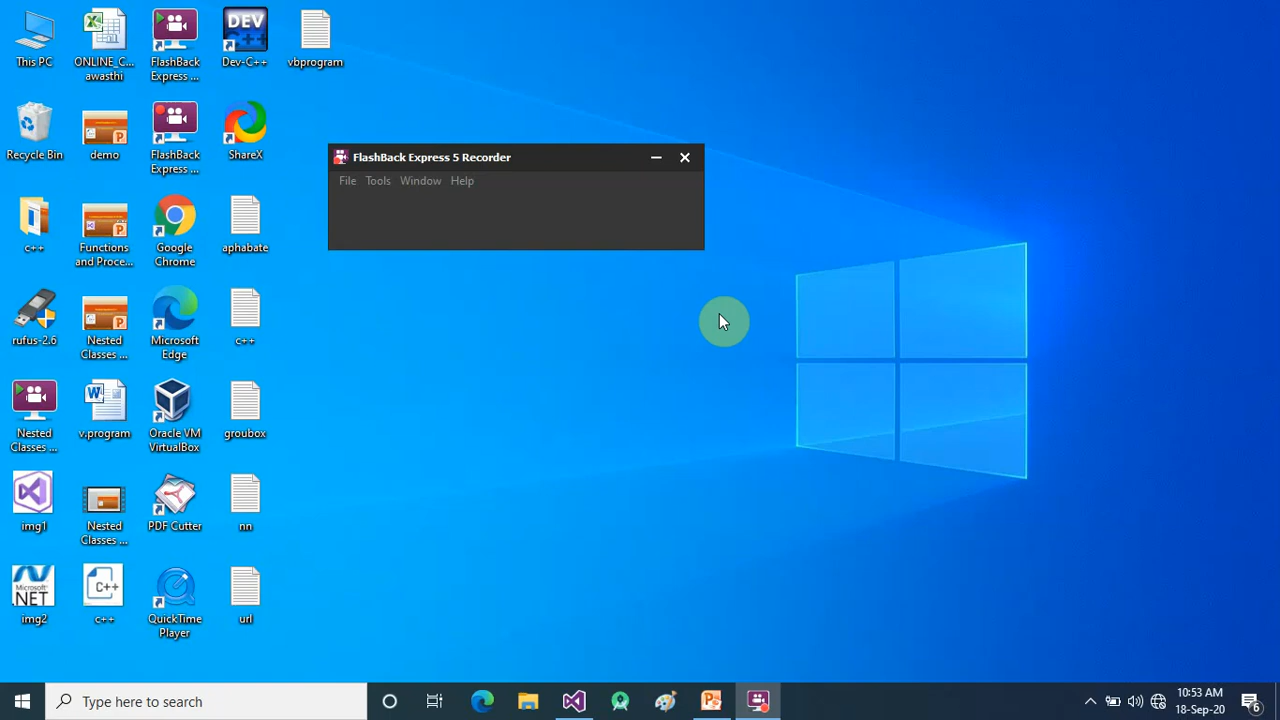 This PC
ONLINE_C...
awasthi
FlashBack
Express ...
DEV
C++
Dev-C++
vbprogram
Recycle Bin
demo
FlashBack
Express ...
ShareX
FlashBack Express 5 Recorder
File Tools Window Help
c++
Functions
and Proce...
Google
Chrome
aphabate
rufus-2.6
Nested
Classes ...
Microsoft
Edge
c++
Nested
Classes ...
v.program
Oracle VM
VirtualBox
groubox
img1
Nested
Classes ...
PDF Cutter
nn
Microsoft
.NET
img2
C++
c++
QuickTime
Player
url
Type here to search
10:53 AM
18-Sep-20
6